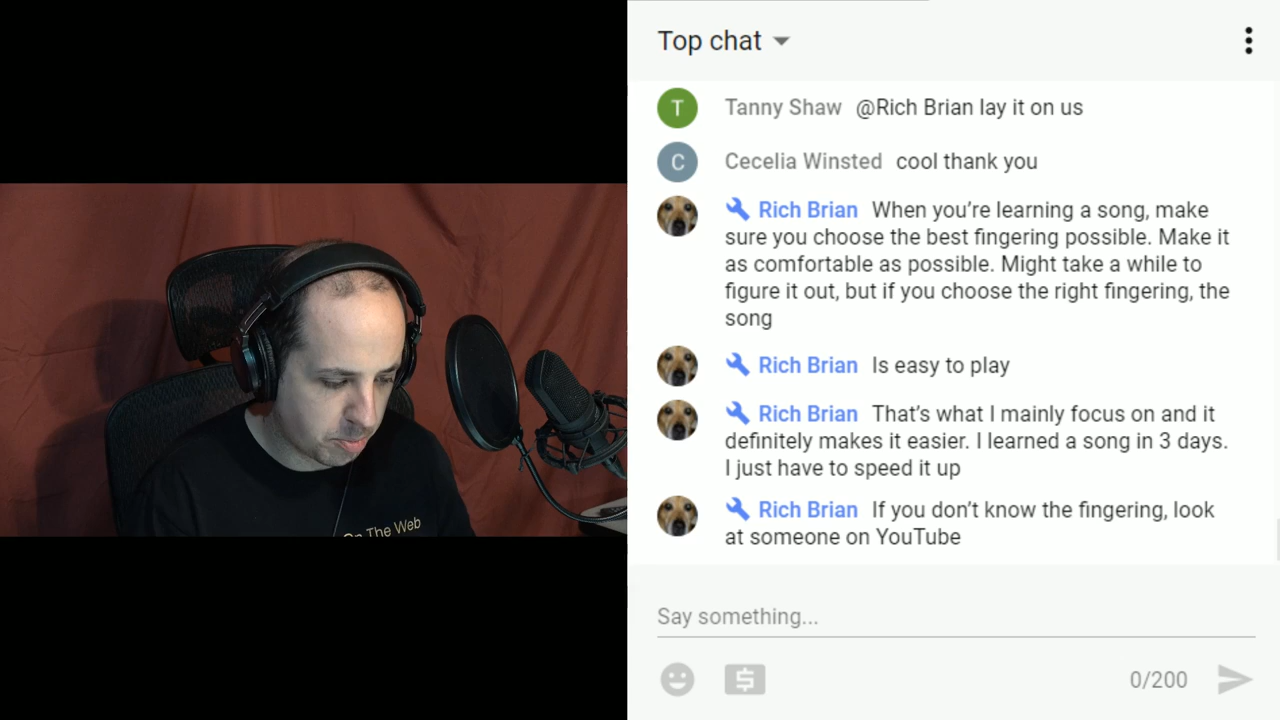 Top chat
T Tanny Shaw @Rich Brian lay it on us
C Cecelia Winsted cool thank you
Rich Brian When you’re learning a song, make
sure you choose the best fingering possible. Make it
as comfortable as possible. Might take a while to
figure it out, but if you choose the right fingering, the
song
Rich Brian Is easy to play
Rich Brian That’s what I mainly focus on and it
definitely makes it easier. I learned a song in 3 days.
I just have to speed it up
Rich Brian If you don’t know the fingering, look
at someone on YouTube
On The Web
Say something...
0/200